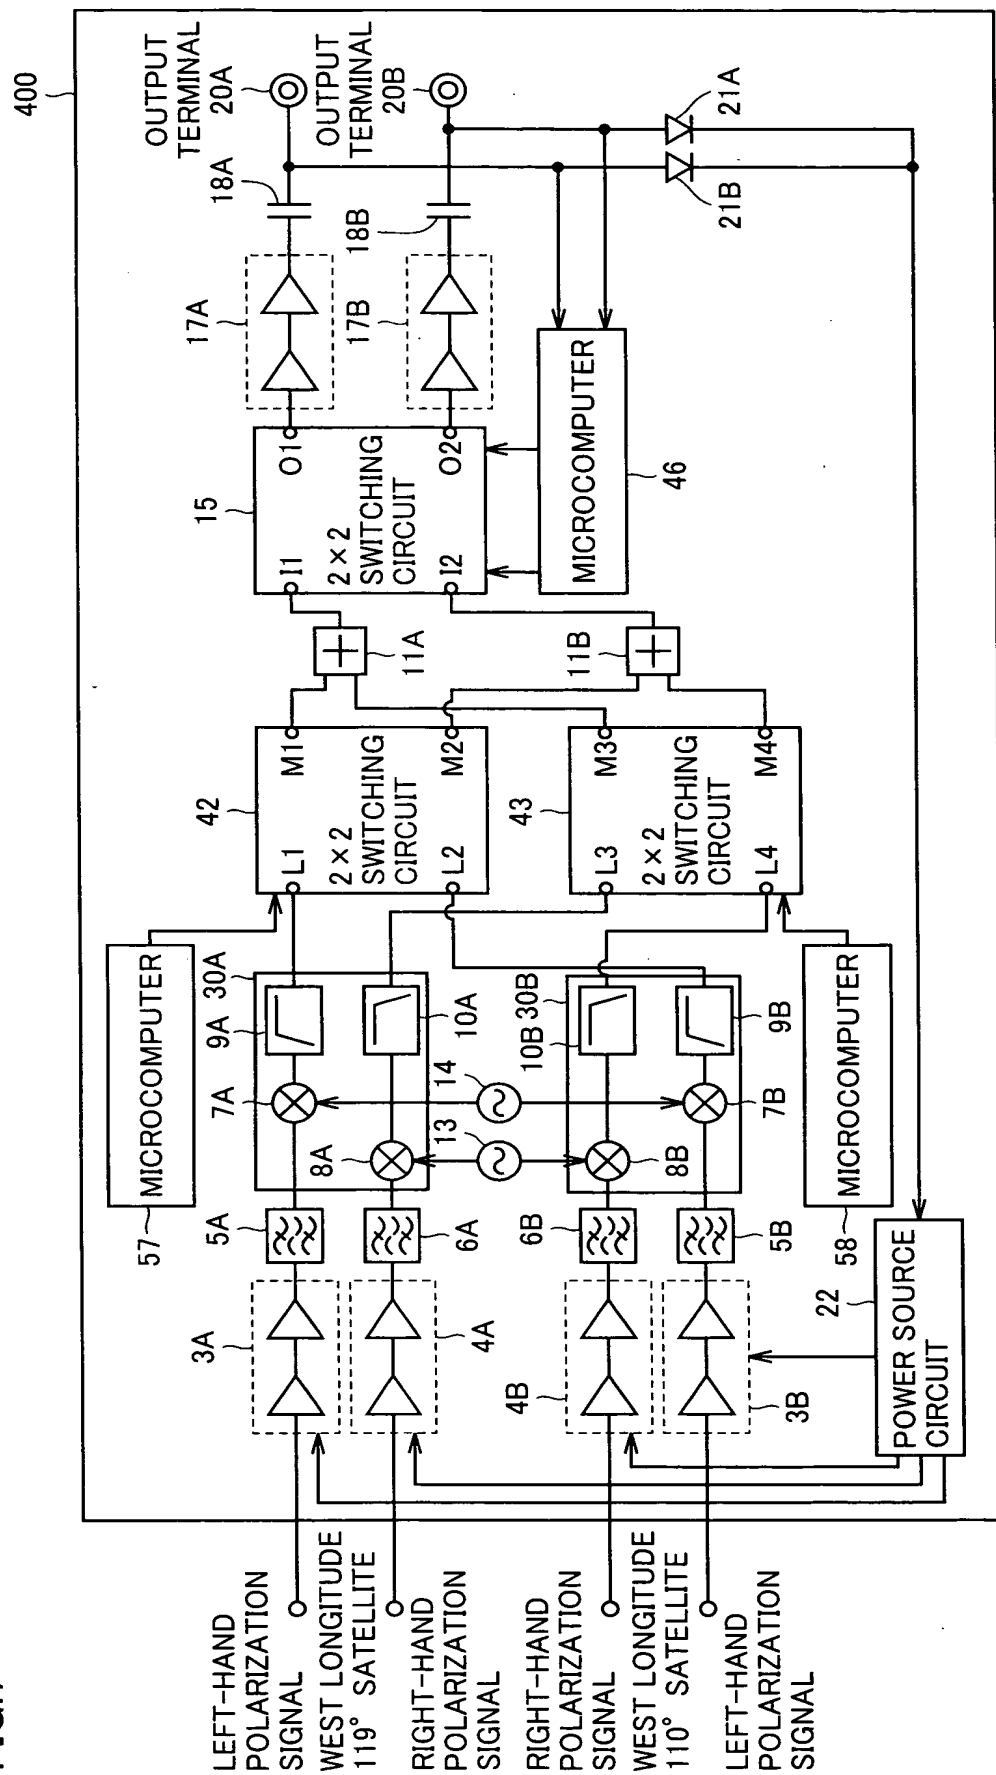 400
OUTPUT
TERMINAL
20A
OUTPUT
TERMINAL
20B
18A
18B
17A
17B
21A
21B
15
O1
O2
2×2
SWITCHING
CIRCUIT
I1
I2
MICROCOMPUTER
46
11A
11B
42
M1
M2
2×2
SWITCHING
CIRCUIT
L1
L2
43
M3
M4
2×2
SWITCHING
CIRCUIT
L3
L4
MICROCOMPUTER
57
30A
9A
10A
7A
8A
14
13
30B
10B
9B
8B
7B
MICROCOMPUTER
58
5A
6A
6B
5B
3A
4A
4B
3B
22
POWER SOURCE
CIRCUIT
LEFT-HAND
POLARIZATION
SIGNAL
WEST LONGITUDE
119° SATELLITE
RIGHT-HAND
POLARIZATION
SIGNAL
RIGHT-HAND
POLARIZATION
SIGNAL
WEST LONGITUDE
110° SATELLITE
LEFT-HAND
POLARIZATION
SIGNAL